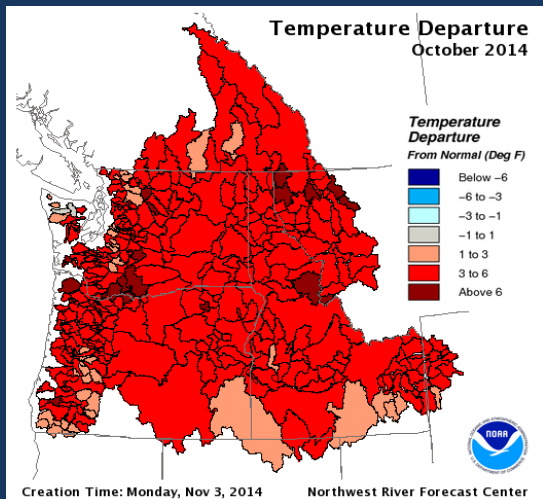 Temperature Departure
October 2014
Temperature
Departure
From Normal (Deg F)
Below -6
-6 to -3
-3 to -1
-1 to 1
1 to 3
3 to 6
Above 6
NOAA
Creation Time: Monday, Nov 3, 2014
Northwest River Forecast Center